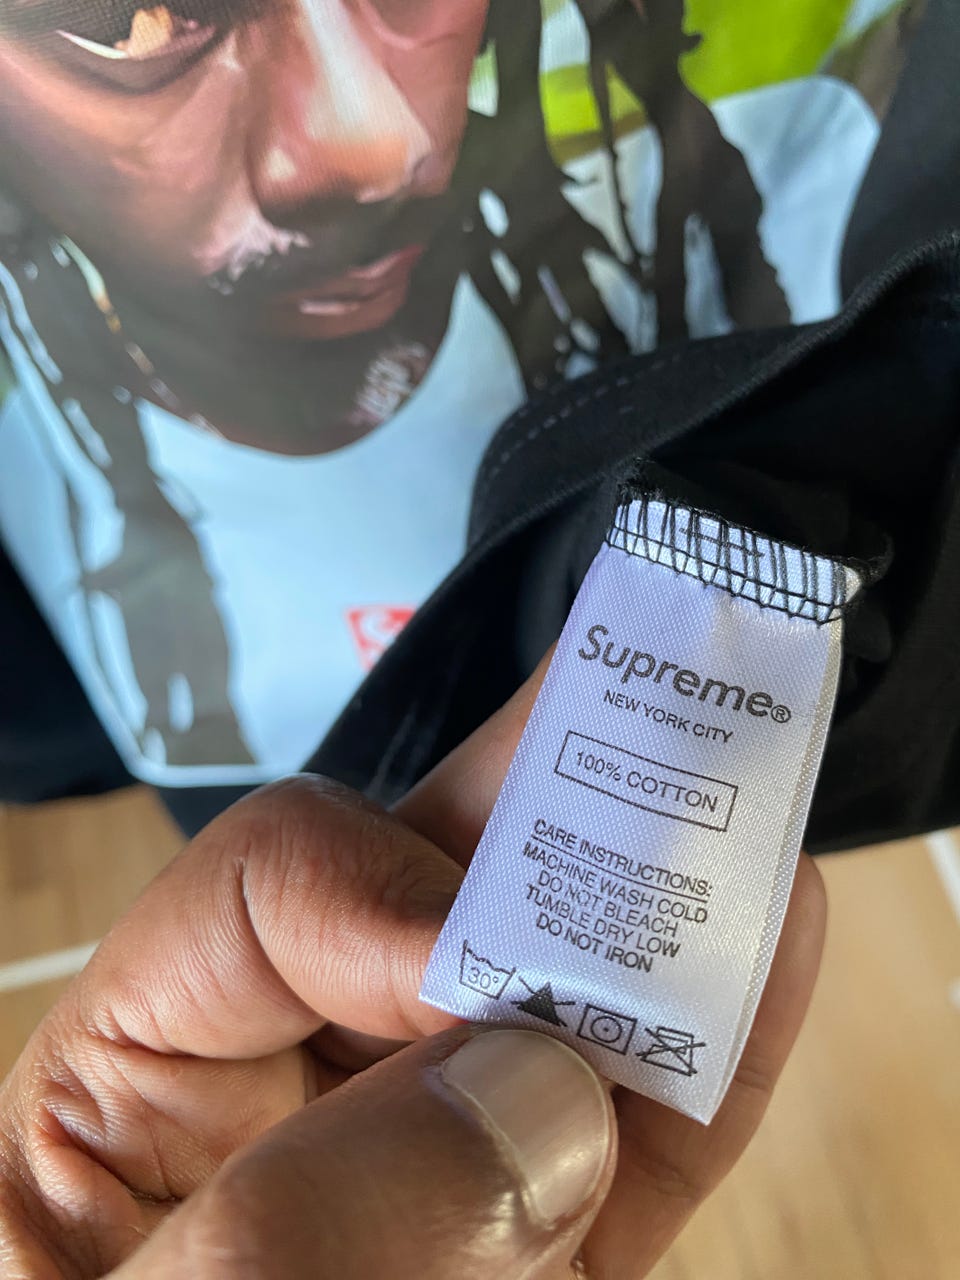 Supreme®
NEW YORK CITY
100% COTTON
CARE INSTRUCTIONS:
MACHINE WASH COLD
DO NOT BLEACH
TUMBLE DRY LOW
DO NOT IRON
30°